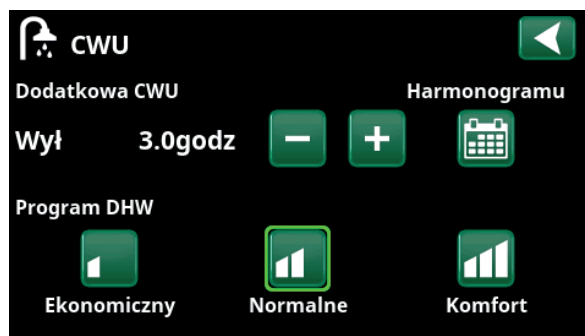 CWU
Dodatkowa CWU Harmonogramu
Wył 3.0godz − +
Program DHW
Ekonomiczny Normalne Komfort